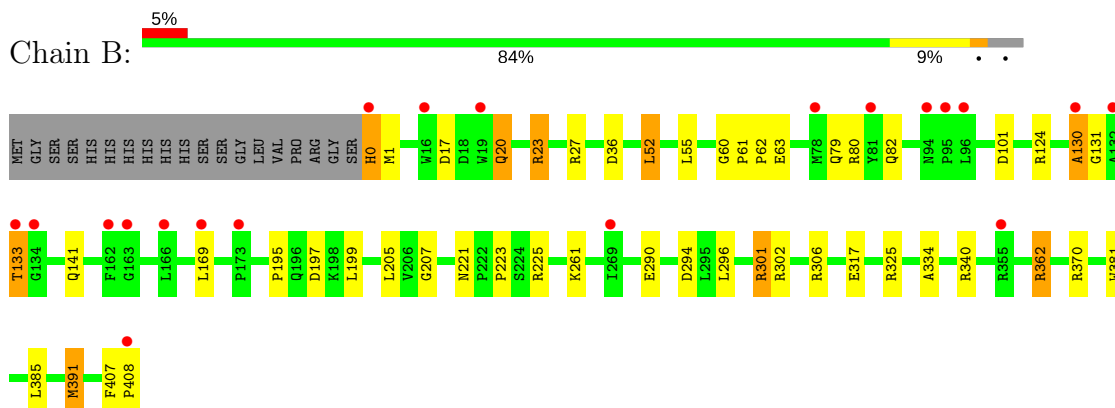 5%
Chain B:
84% 9% • •
MET GLY SER SER HIS HIS HIS HIS HIS HIS SER SER GLY LEU VAL PRO ARG GLY SER H0 M1 W16 D17 D18 W19 Q20 R23 R27 D36 L52 L55 G60 P61 P62 E63 M78 Q79 R80 Y81 Q82 N94 P95 L96 D101 R124 A130 G131 A132
T133 G134 Q141 F162 G163 L166 L169 P173 P195 Q196 D197 K198 L199 L205 V206 G207 N221 P222 P223 S224 R225 K261 I269 E290 D294 L295 L296 R301 R302 R306 E317 R325 A334 R340 R355 R362 R370 W381
L385 M391 F407 P408